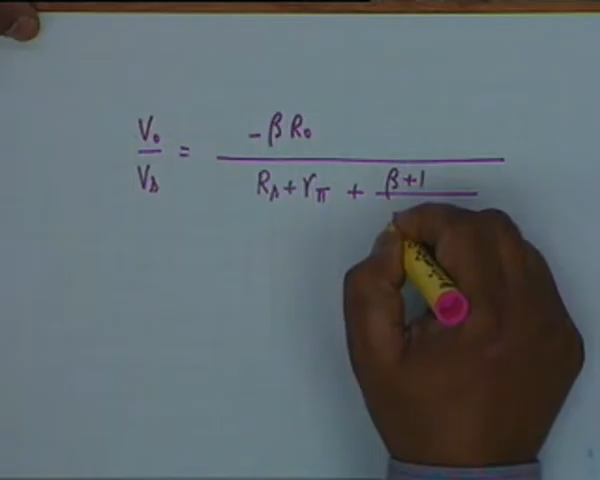 V₀/Vₛ = -β R₀ / (Rₛ + r_π + (β+1)/